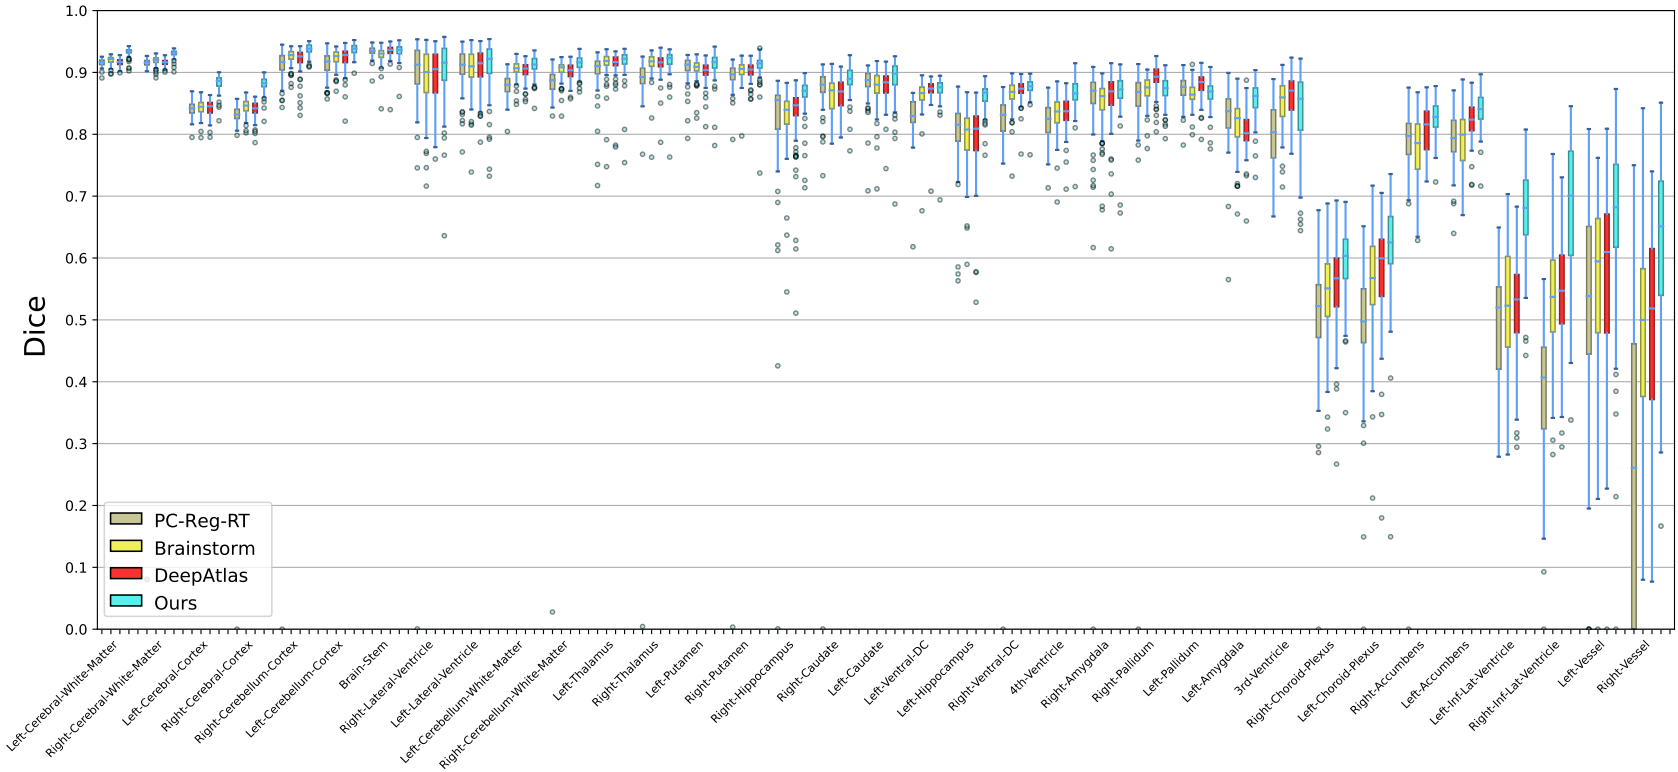 1.0
0.9
0.8
0.7
0.6
0.5
0.4
0.3
0.2
0.1
0.0
Dice
PC-Reg-RT
Brainstorm
DeepAtlas
Ours
Left-Cerebral-White-Matter
Right-Cerebral-White-Matter
Left-Cerebral-Cortex
Right-Cerebral-Cortex
Right-Cerebellum-Cortex
Left-Cerebellum-Cortex
Brain-Stem
Right-Lateral-Ventricle
Left-Lateral-Ventricle
Left-Cerebellum-White-Matter
Right-Cerebellum-White-Matter
Left-Thalamus
Right-Thalamus
Left-Putamen
Right-Putamen
Right-Hippocampus
Right-Caudate
Left-Caudate
Left-Ventral-DC
Left-Hippocampus
Right-Ventral-DC
4th-Ventricle
Right-Amygdala
Right-Pallidum
Left-Pallidum
Left-Amygdala
3rd-Ventricle
Right-Choroid-Plexus
Left-Choroid-Plexus
Right-Accumbens
Left-Accumbens
Left-Inf-Lat-Ventricle
Right-Inf-Lat-Ventricle
Left-Vessel
Right-Vessel